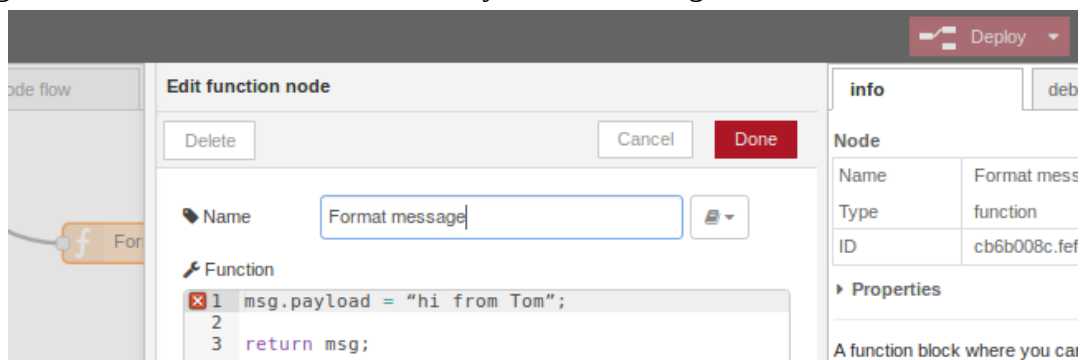 Deploy
ode flow
Edit function node
info
deb
Delete
Cancel
Done
Node
Name
Format mess
Name
Format message
Type
function
For
ID
cb6b008c.fef
Function
Properties
1 msg.payload = “hi from Tom”;
2
3 return msg;
A function block where you can